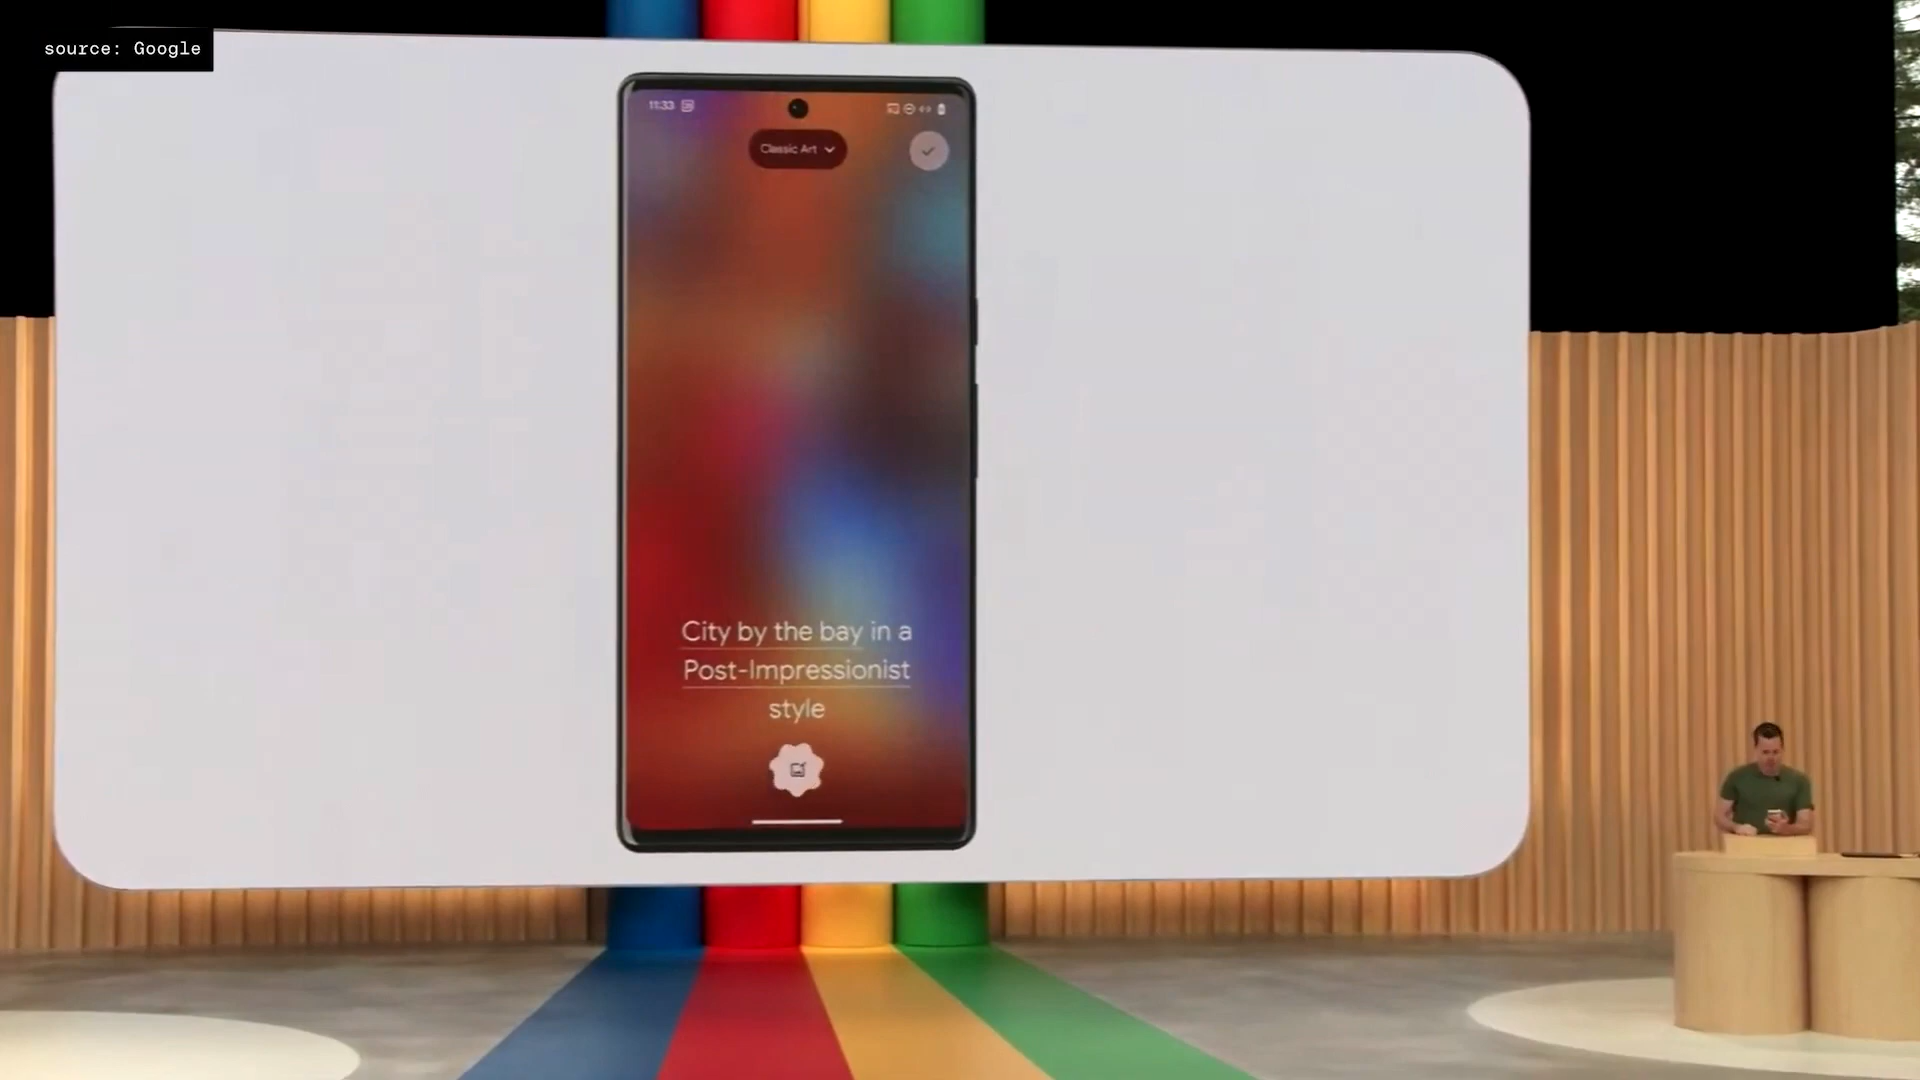 source: Google
11:33
Classic Art
City by the bay in a
Post-Impressionist
style